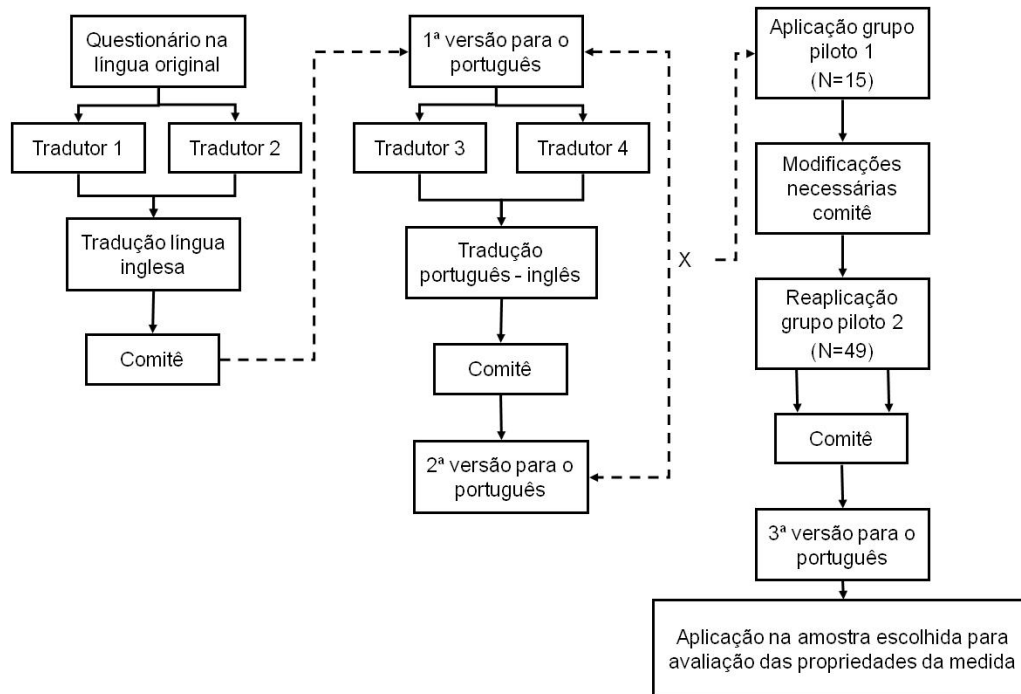 Questionário na
língua original
Tradutor 1
Tradutor 2
Tradução língua
inglesa
Comitê
1ª versão para o
português
Tradutor 3
Tradutor 4
Tradução
português - inglês
Comitê
2ª versão para o
português
X
Aplicação grupo
piloto 1
(N=15)
Modificações
necessárias
comitê
Reaplicação
grupo piloto 2
(N=49)
Comitê
3ª versão para o
português
Aplicação na amostra escolhida para
avaliação das propriedades da medida